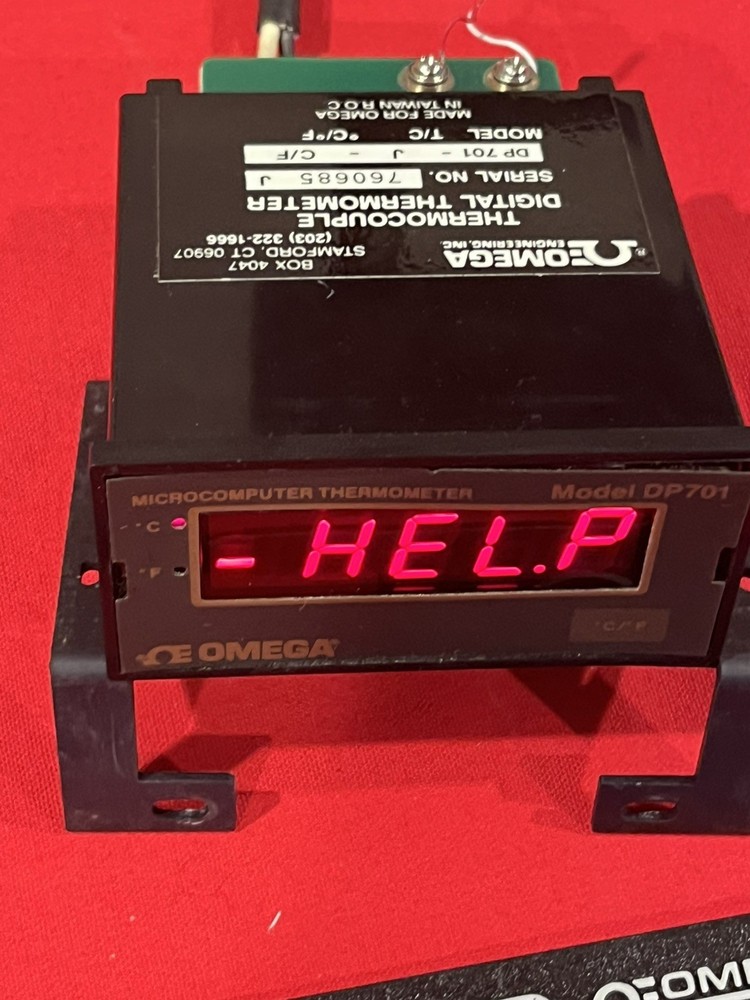 OMEGA
ENGINEERING, INC.
BOX 4047
STAMFORD, CT 06907
(203) 322-1666
THERMOCOUPLE
DIGITAL THERMOMETER
SERIAL NO. 760685 J
DP 701 - J - C/F
MODEL T/C °C/°F
MADE FOR OMEGA
IN TAIWAN R.O.C
MICROCOMPUTER THERMOMETER Model DP701
°C
°F
- HEL.P
°C/°F
OMEGA